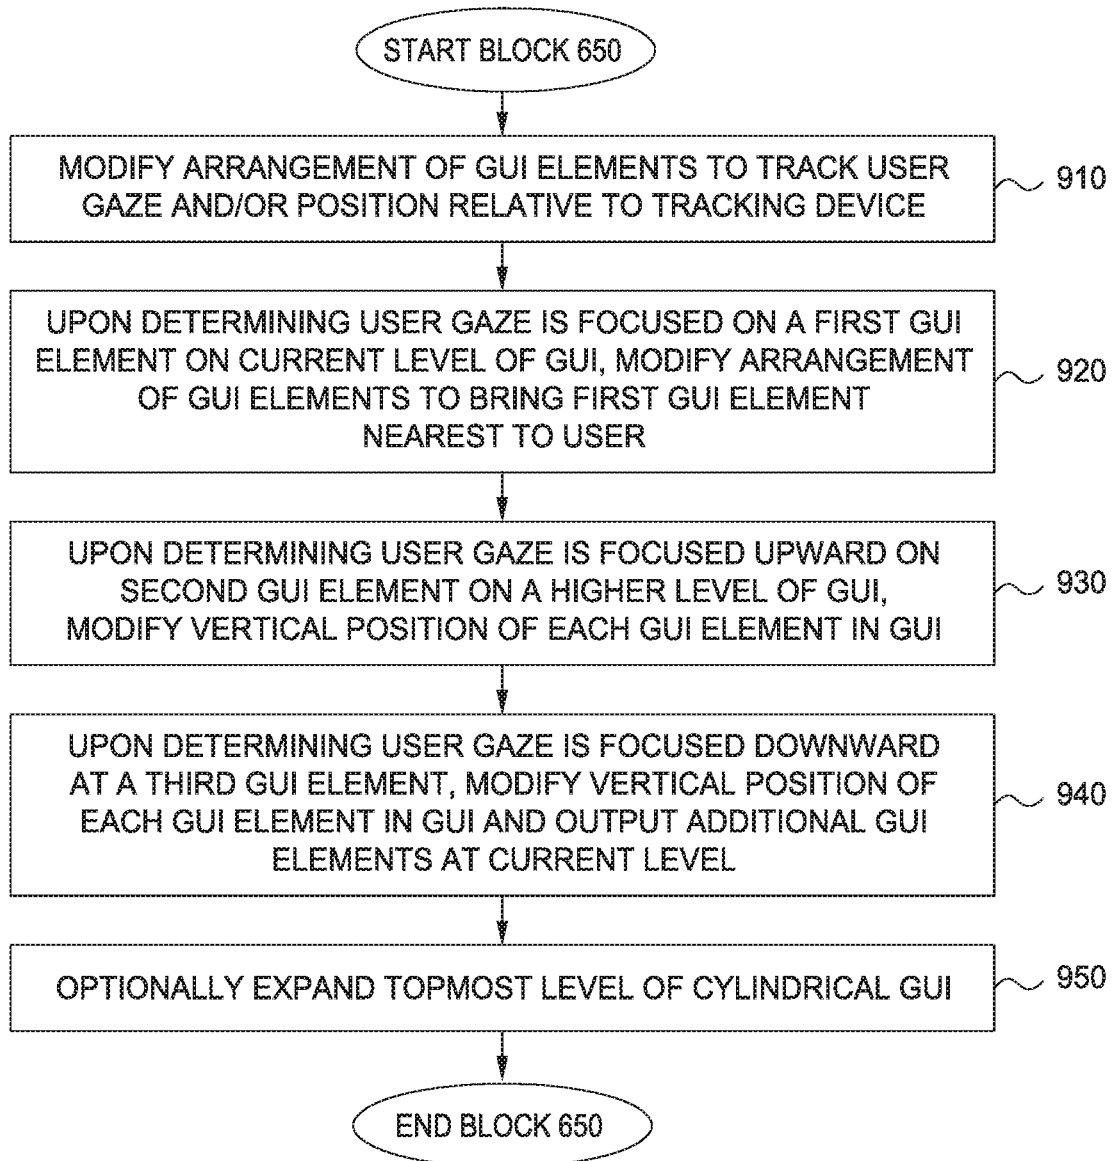 START BLOCK 650
MODIFY ARRANGEMENT OF GUI ELEMENTS TO TRACK USER
GAZE AND/OR POSITION RELATIVE TO TRACKING DEVICE
910
UPON DETERMINING USER GAZE IS FOCUSED ON A FIRST GUI
ELEMENT ON CURRENT LEVEL OF GUI, MODIFY ARRANGEMENT
OF GUI ELEMENTS TO BRING FIRST GUI ELEMENT
NEAREST TO USER
920
UPON DETERMINING USER GAZE IS FOCUSED UPWARD ON
SECOND GUI ELEMENT ON A HIGHER LEVEL OF GUI,
MODIFY VERTICAL POSITION OF EACH GUI ELEMENT IN GUI
930
UPON DETERMINING USER GAZE IS FOCUSED DOWNWARD
AT A THIRD GUI ELEMENT, MODIFY VERTICAL POSITION OF
EACH GUI ELEMENT IN GUI AND OUTPUT ADDITIONAL GUI
ELEMENTS AT CURRENT LEVEL
940
OPTIONALLY EXPAND TOPMOST LEVEL OF CYLINDRICAL GUI
950
END BLOCK 650